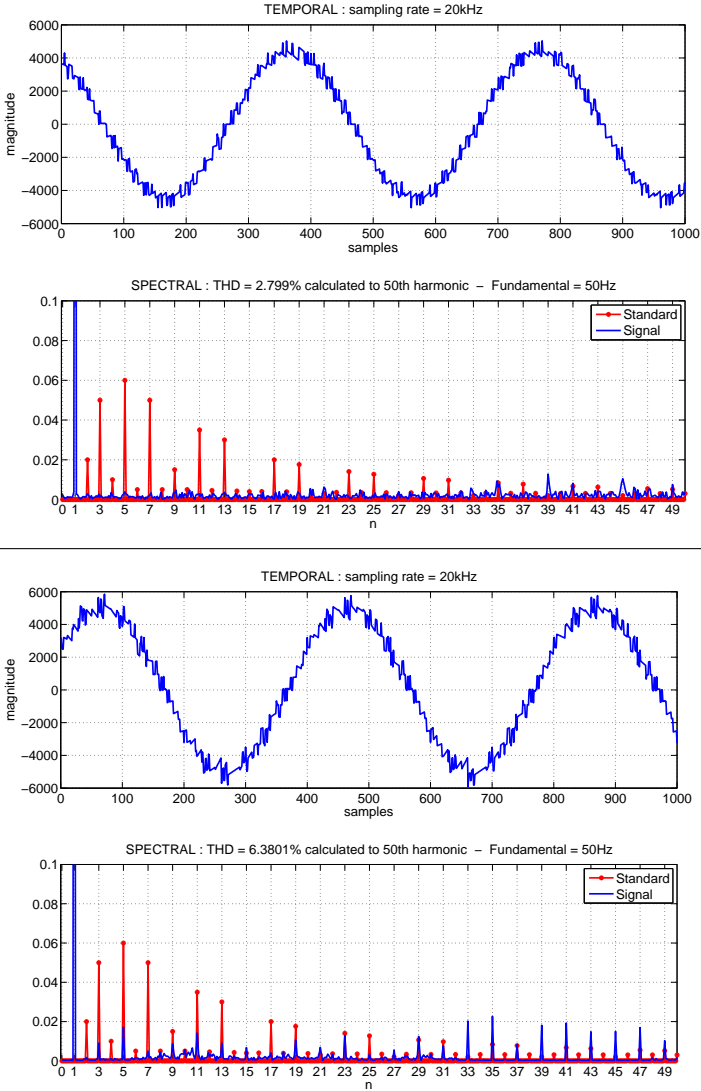 TEMPORAL : sampling rate = 20kHz
6000
4000
2000
0
−2000
−4000
−6000
magnitude
0 100 200 300 400 500 600 700 800 900 1000
samples
SPECTRAL : THD = 2.799% calculated to 50th harmonic − Fundamental = 50Hz
0.1
0.08
0.06
0.04
0.02
0
Standard
Signal
0 1 3 5 7 9 11 13 15 17 19 21 23 25 27 29 31 33 35 37 39 41 43 45 47 49
n
TEMPORAL : sampling rate = 20kHz
6000
4000
2000
0
−2000
−4000
−6000
magnitude
0 100 200 300 400 500 600 700 800 900 1000
samples
SPECTRAL : THD = 6.3801% calculated to 50th harmonic − Fundamental = 50Hz
0.1
0.08
0.06
0.04
0.02
0
Standard
Signal
0 1 3 5 7 9 11 13 15 17 19 21 23 25 27 29 31 33 35 37 39 41 43 45 47 49
n